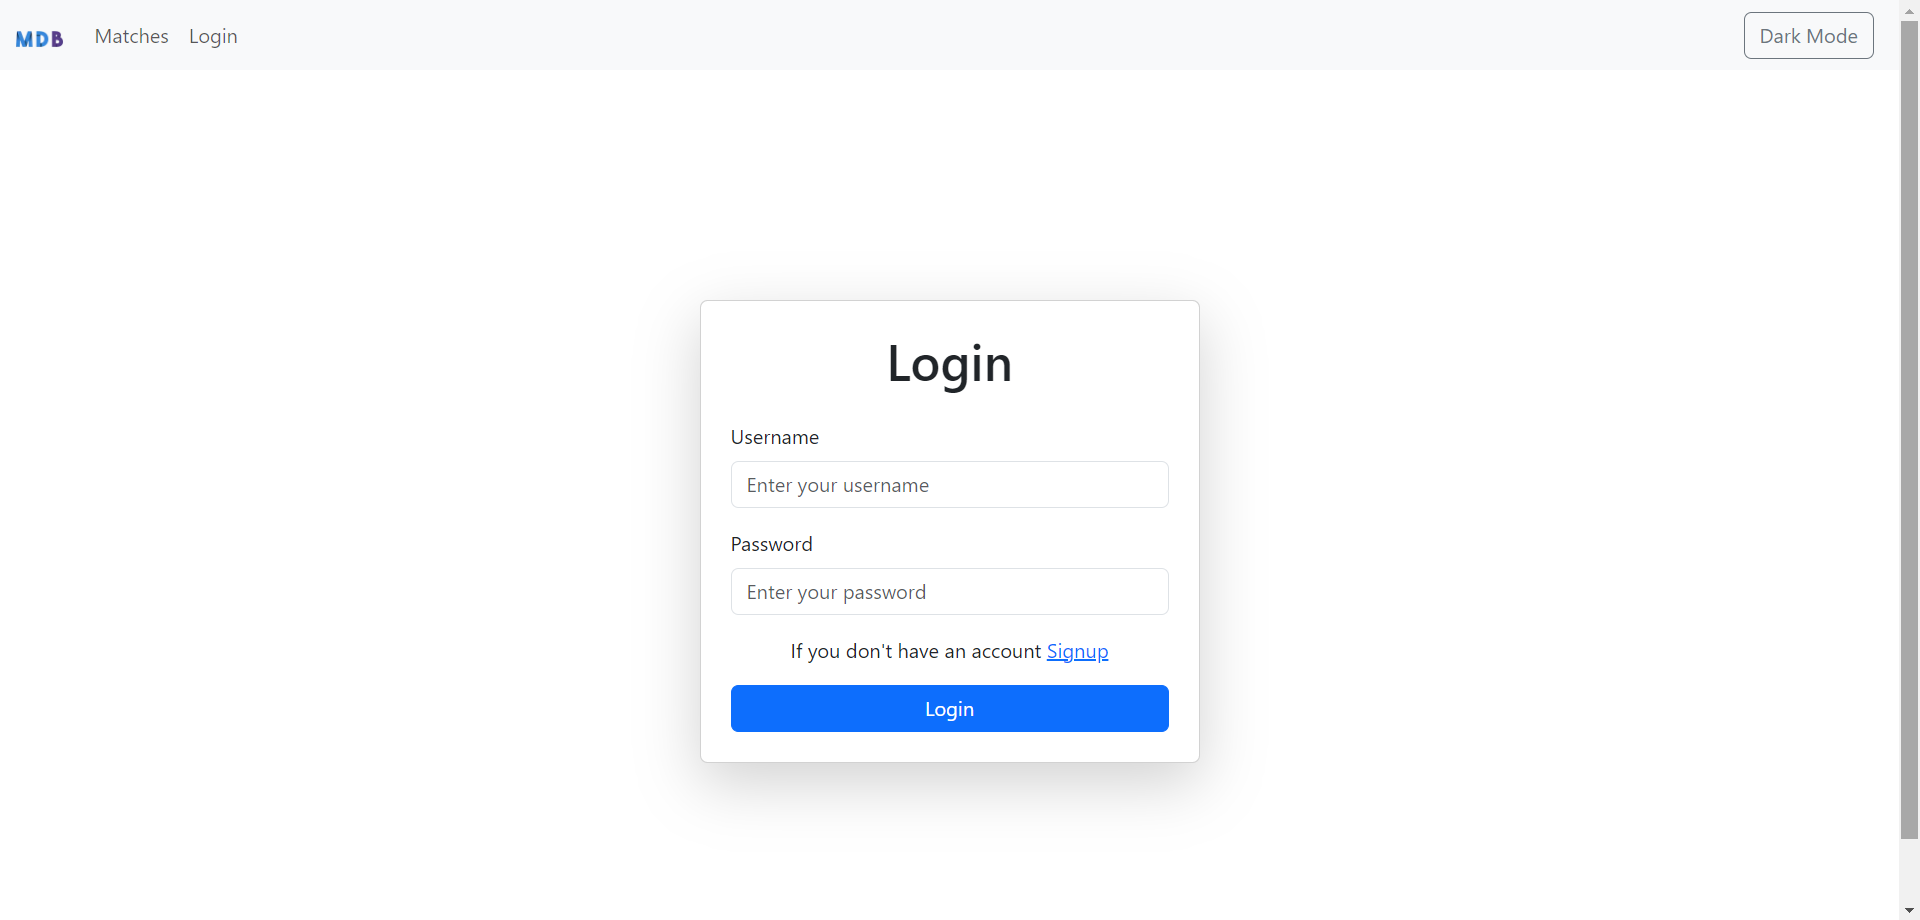 MDB Matches Login Dark Mode
Login
Username
Enter your username
Password
Enter your password
If you don't have an account Signup
Login